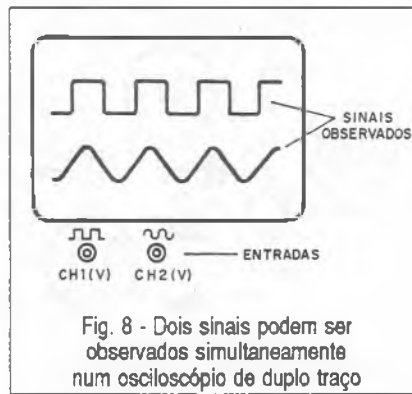 SINAIS
OBSERVADOS
ENTRADAS
CH1(V) CH2(V)
Fig. 8 - Dois sinais podem ser
observados simultaneamente
num osciloscópio de duplo traço